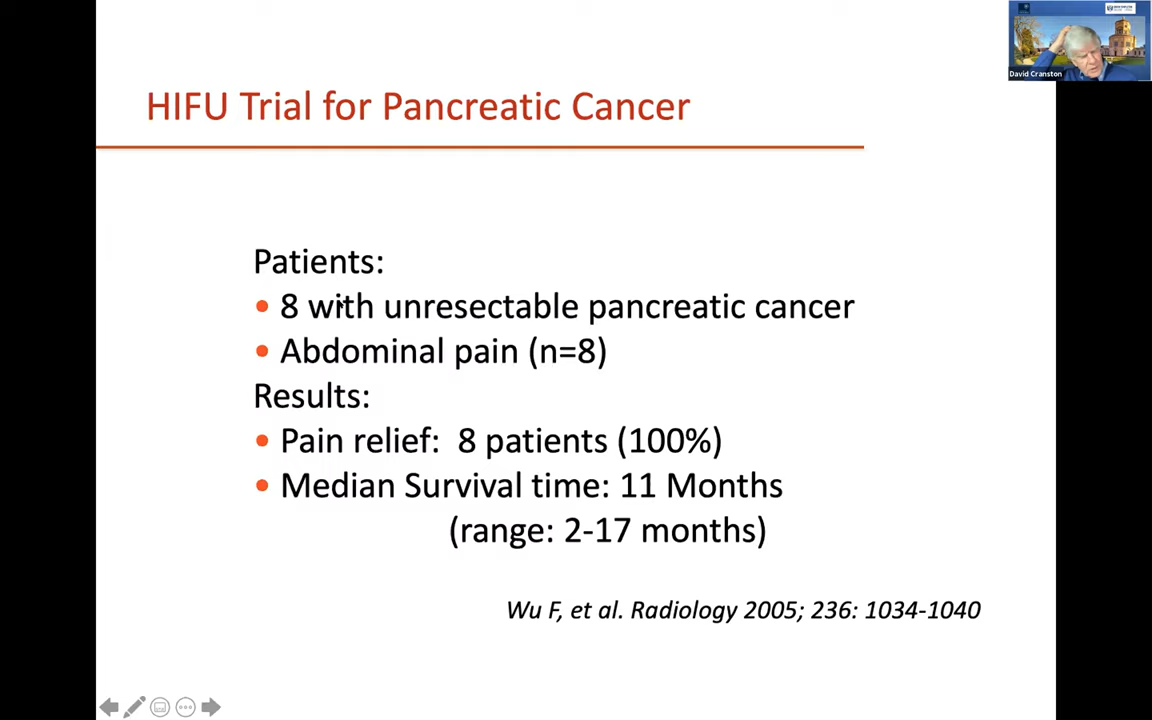 David Cranston
HIFU Trial for Pancreatic Cancer
Patients:
• 8 with unresectable pancreatic cancer
• Abdominal pain (n=8)
Results:
• Pain relief: 8 patients (100%)
• Median Survival time: 11 Months
(range: 2-17 months)
Wu F, et al. Radiology 2005; 236: 1034-1040